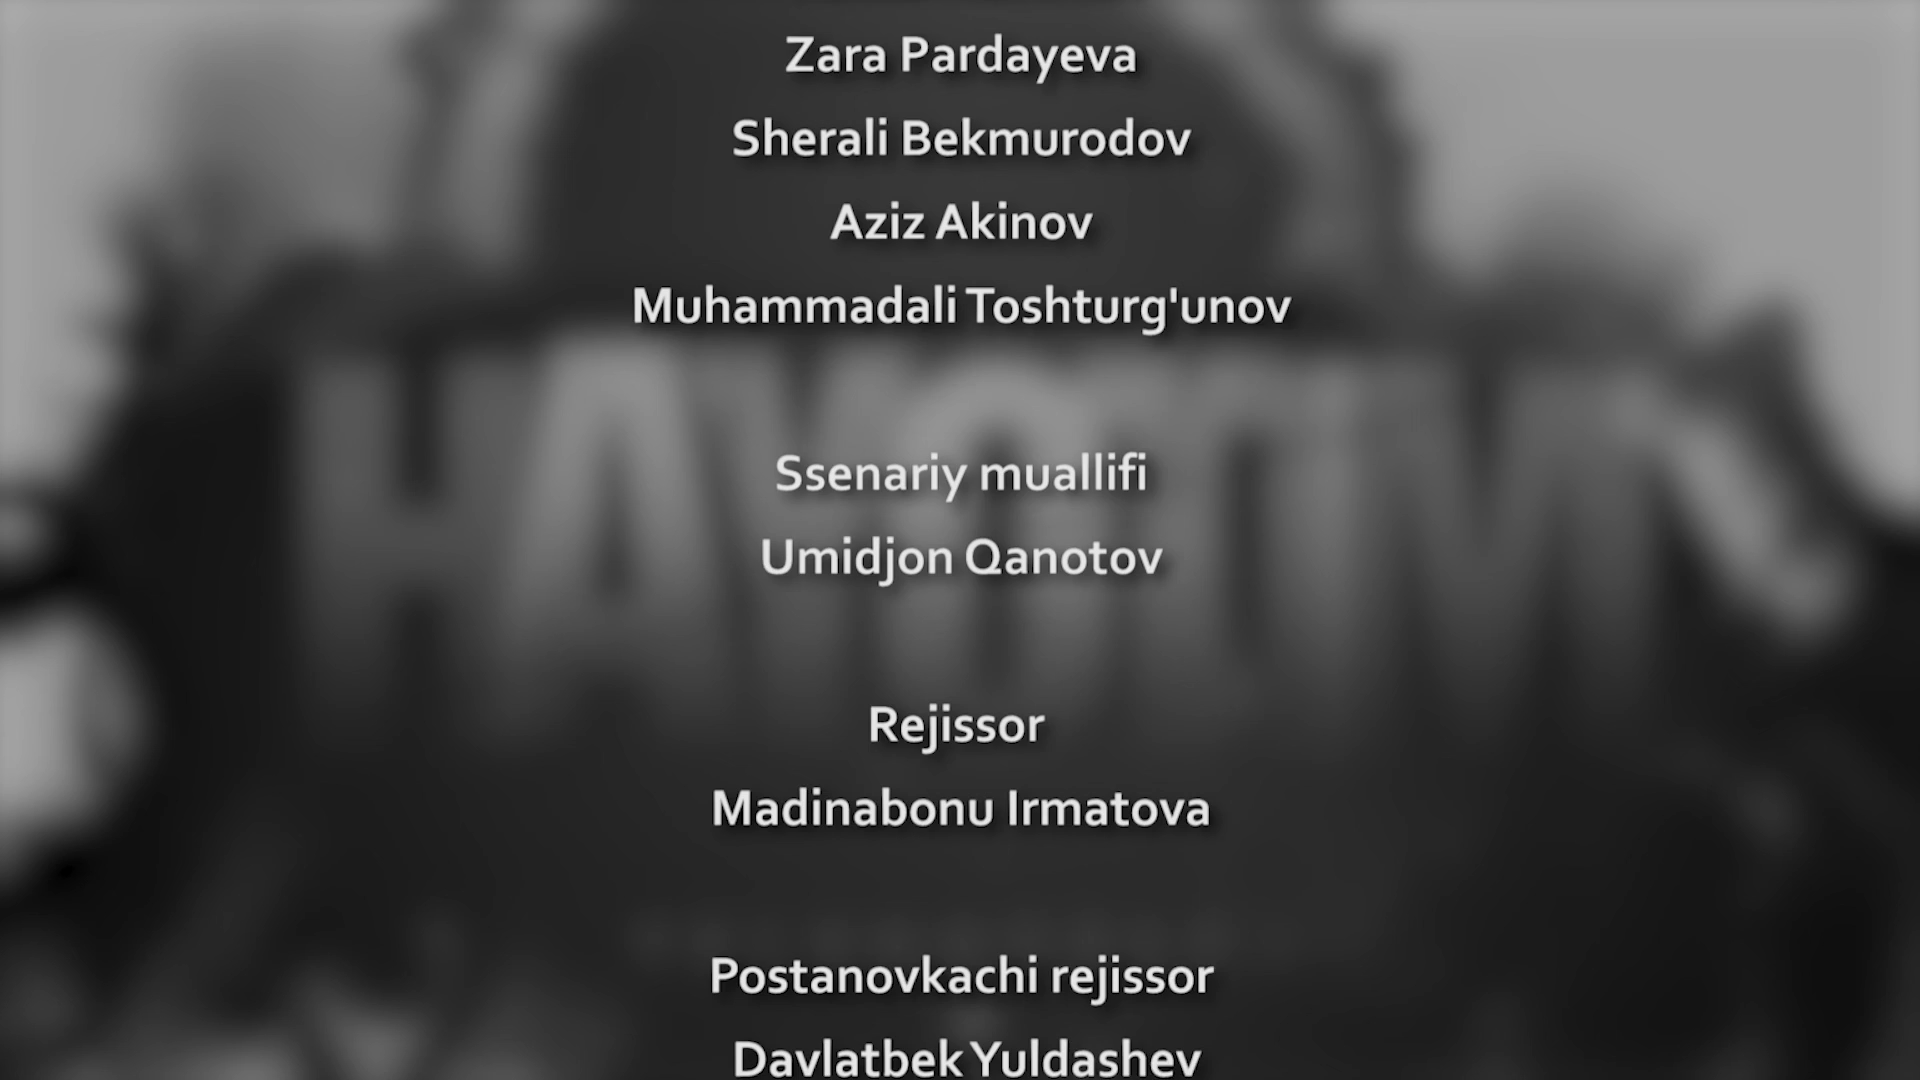 Zara Pardayeva
Sherali Bekmurodov
Aziz Akinov
Muhammadali Toshturg'unov
Ssenariy muallifi
Umidjon Qanotov
Rejissor
Madinabonu Irmatova
Postanovkachi rejissor
Davlatbek Yuldashev